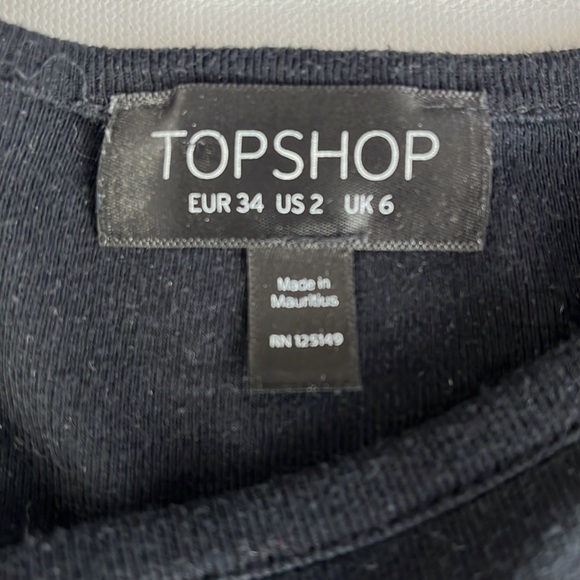 TOPSHOP
EUR 34 US 2 UK 6
Made in
Mauritius
RN 125149